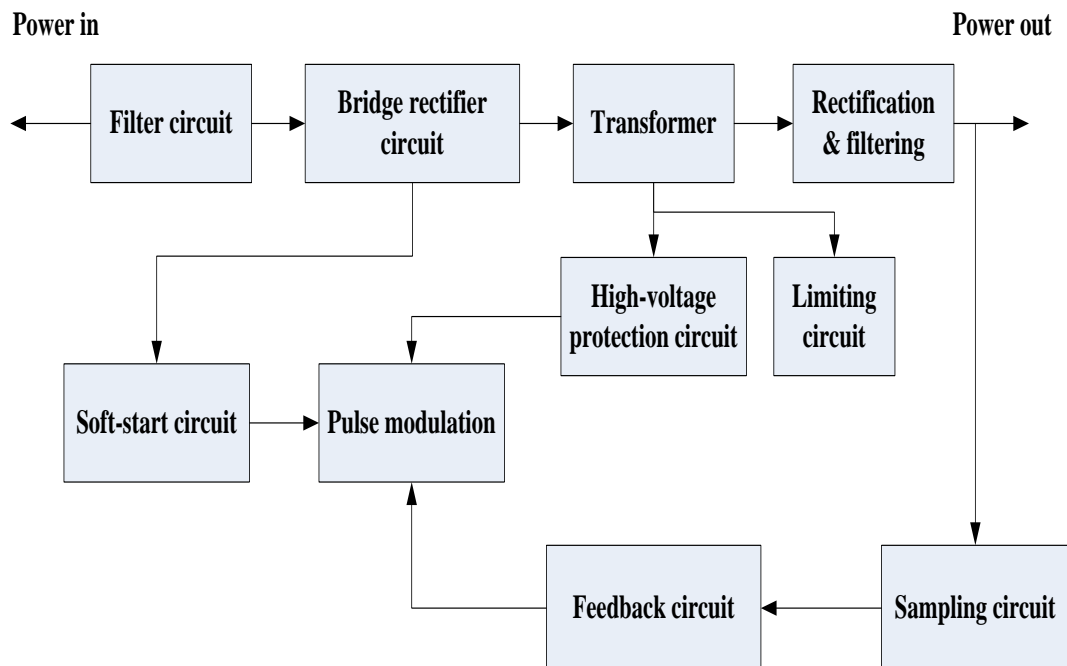 Power in
Power out
Filter circuit
Bridge rectifier
circuit
Transformer
Rectification
& filtering
High-voltage
protection circuit
Limiting
circuit
Soft-start circuit
Pulse modulation
Feedback circuit
Sampling circuit